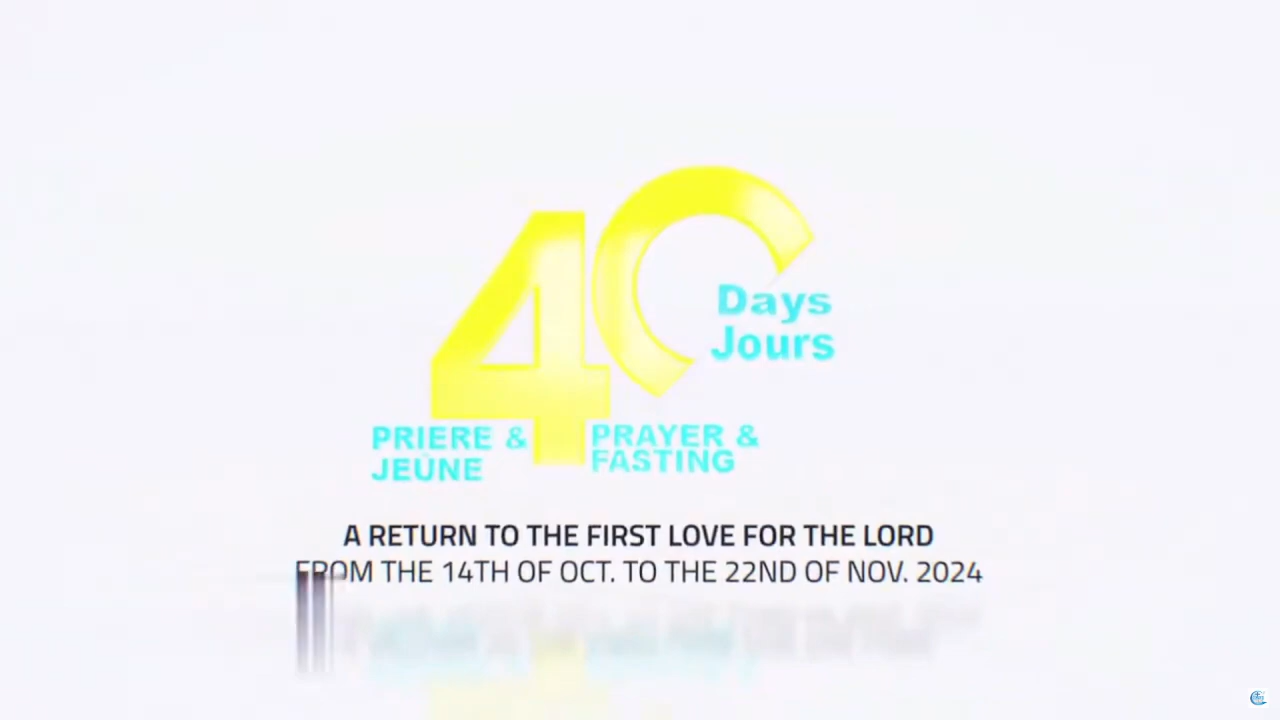 40
Days
Jours
PRIERE &
JEÛNE
PRAYER &
FASTING
A RETURN TO THE FIRST LOVE FOR THE LORD
FROM THE 14TH OF OCT. TO THE 22ND OF NOV. 2024